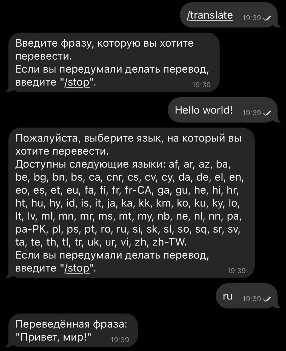 /translate
19:39
Введите фразу, которую вы хотите
перевести.
Если вы передумали делать перевод,
введите "/stop".
19:39
Hello world!
19:39
Пожалуйста, выберите язык, на который вы
хотите перевести.
Доступны следующие языки: af, ar, az, ba,
be, bg, bn, bs, ca, cnr, cs, cv, cy, da, de, el, en,
eo, es, et, eu, fa, fi, fr, fr-CA, ga, gu, he, hi, hr,
ht, hu, hy, id, is, it, ja, ka, kk, km, ko, ku, ky, lo,
lt, lv, ml, mn, mr, ms, mt, my, nb, ne, nl, nn, pa,
pa-PK, pl, ps, pt, ro, ru, si, sk, sl, so, sq, sr, sv,
ta, te, th, tl, tr, uk, ur, vi, zh, zh-TW.
Если вы передумали делать перевод,
введите "/stop".
19:39
ru
19:39
Переведённая фраза:
"Привет, мир!"
19:39